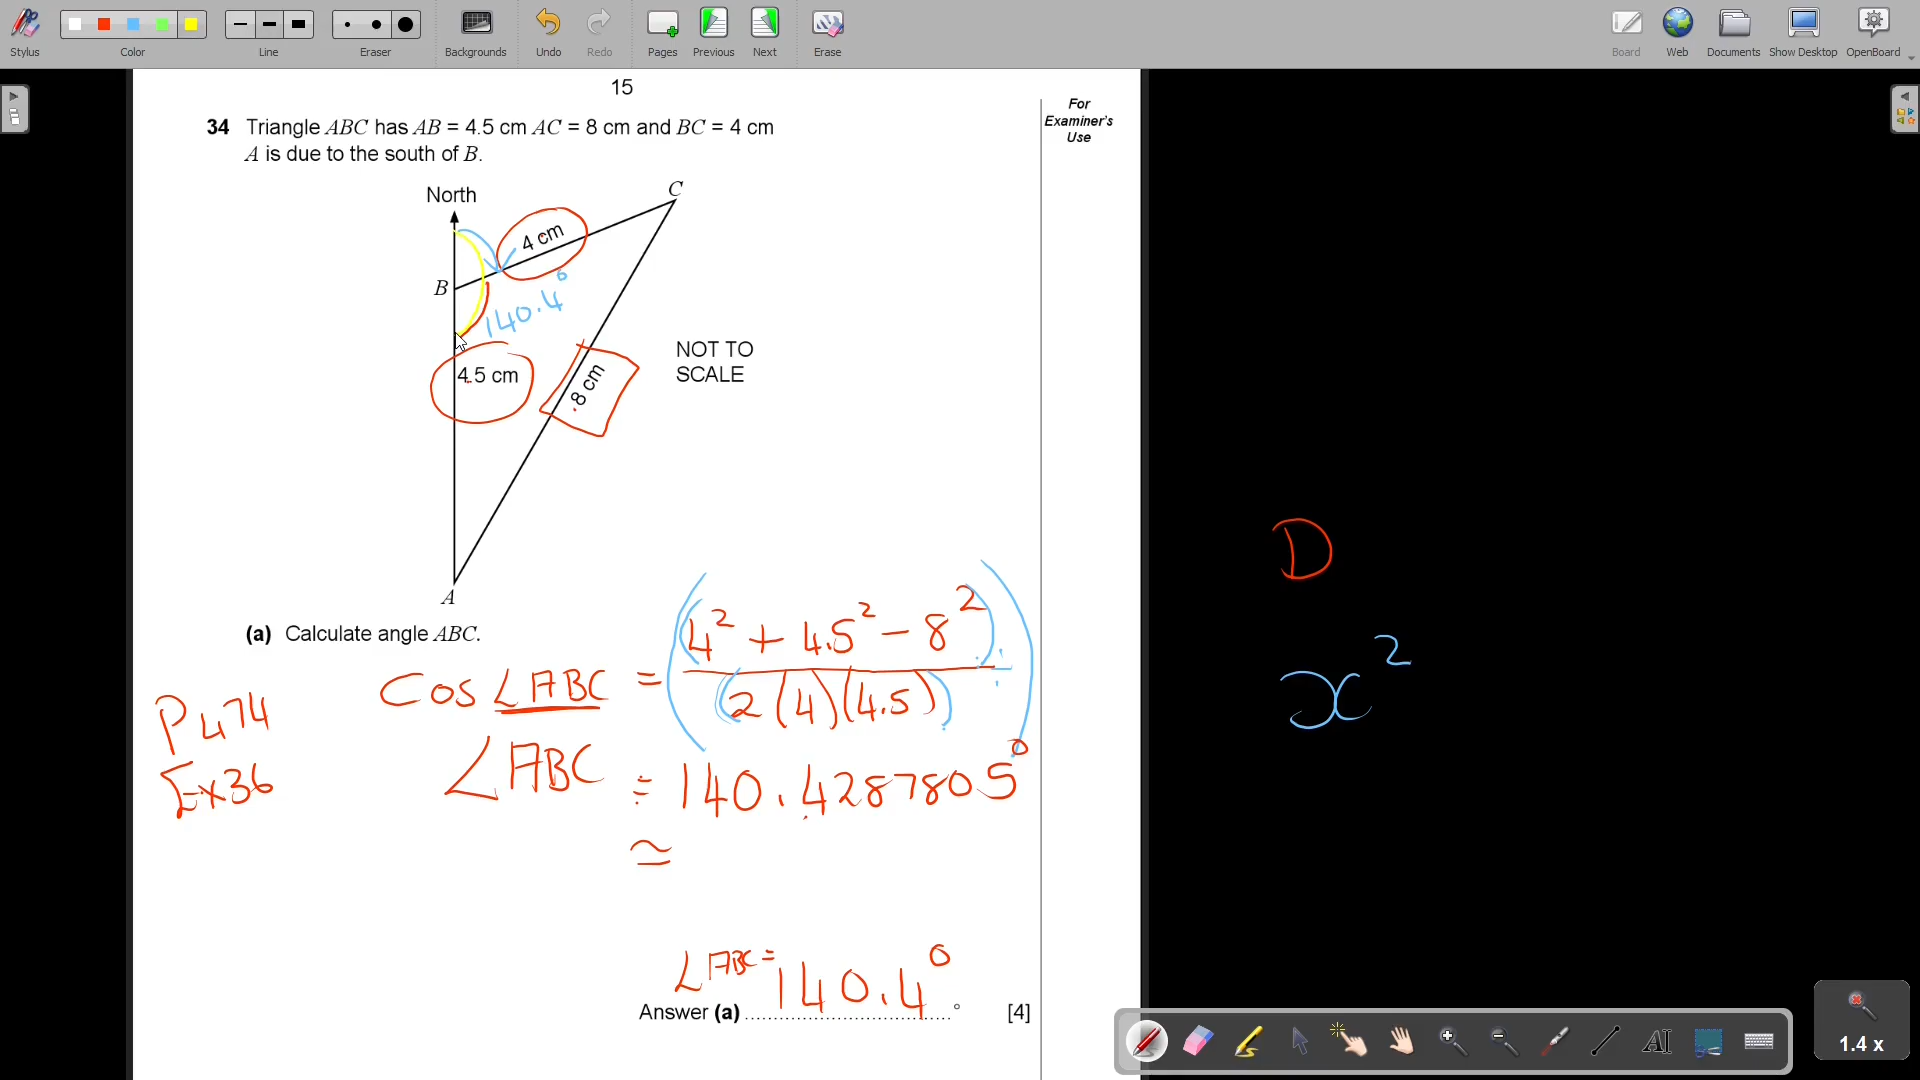 Stylus Color Line Eraser Backgrounds Undo Redo Pages Previous Next Erase Board Web Documents Show Desktop OpenBoard
15
For
Examiner's
Use
34 Triangle ABC has AB = 4.5 cm AC = 8 cm and BC = 4 cm
A is due to the south of B.
North
C
4 cm
B
140.4°
4.5 cm
8 cm
NOT TO
SCALE
A
(a) Calculate angle ABC.
cos ∠ABC = ((4² + 4.5² − 8²) ÷
(2(4)(4.5)))
P474
Ex36
∠ABC = 140.4287805°
≃
∠ABC = 140.4°
Answer (a) ..................................° [4]
D
x²
AI
1.4 x